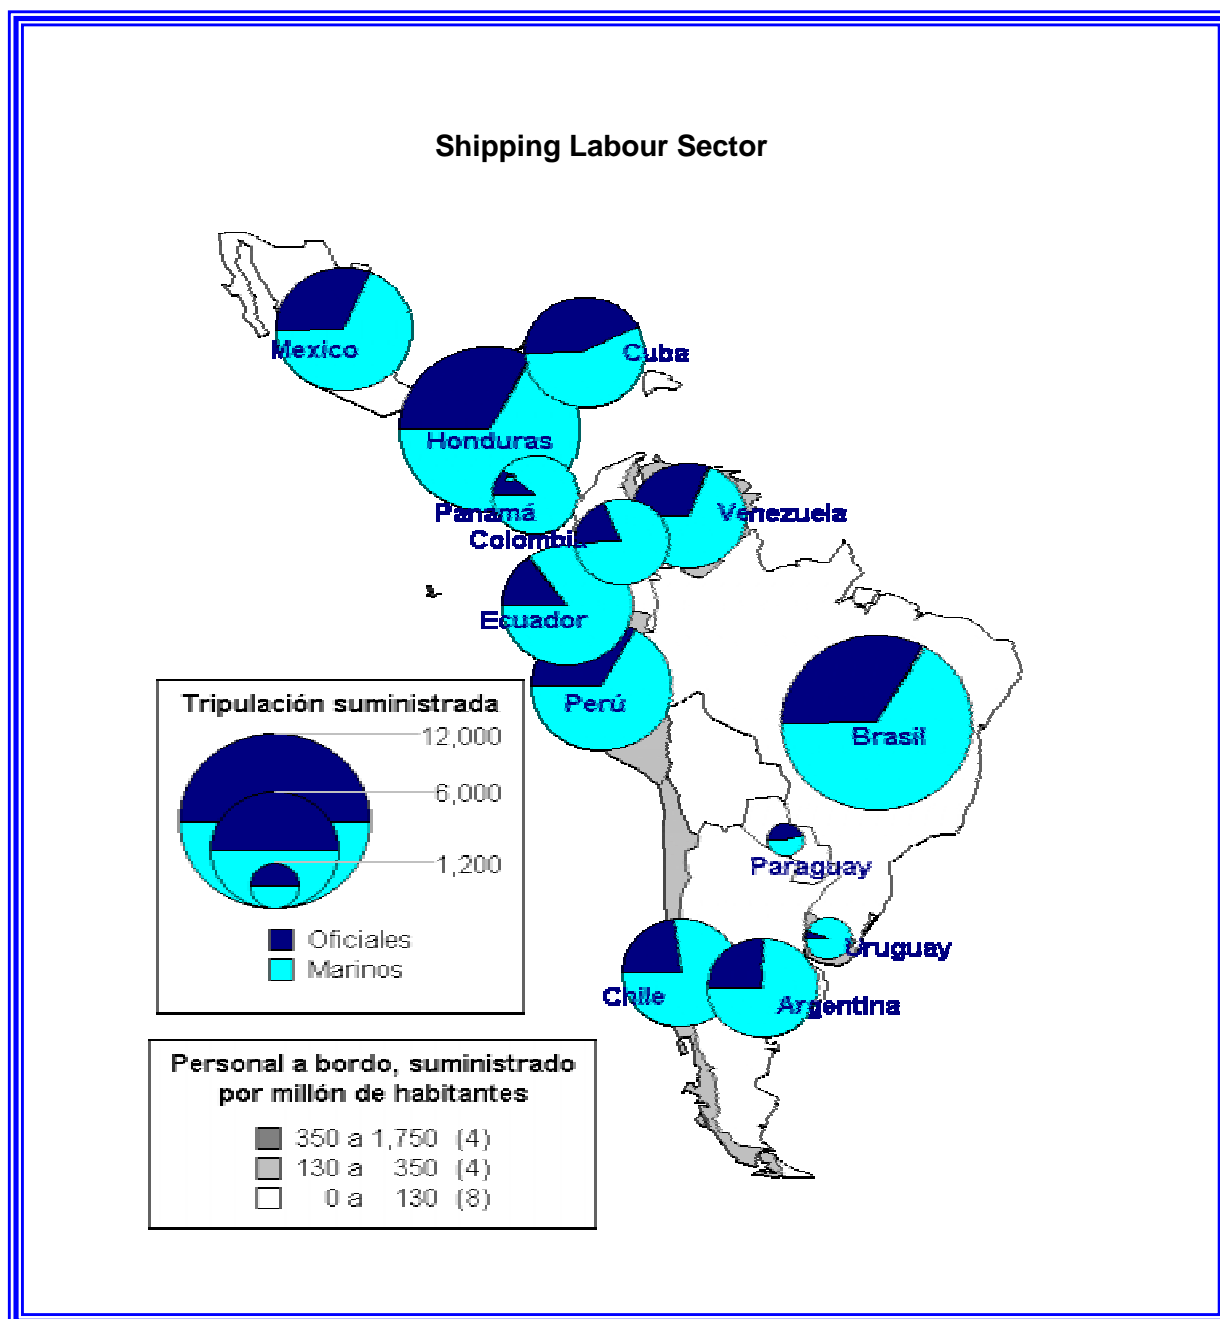 Shipping Labour Sector
Mexico
Cuba
Honduras
Panamá
Colombia
Venezuela
Ecuador
Perú
Brasil
Paraguay
Uruguay
Chile
Argentina
Tripulación suministrada
12,000
6,000
1,200
Oficiales
Marinos
Personal a bordo, suministrado
por millón de habitantes
350 a 1,750 (4)
130 a 350 (4)
0 a 130 (8)